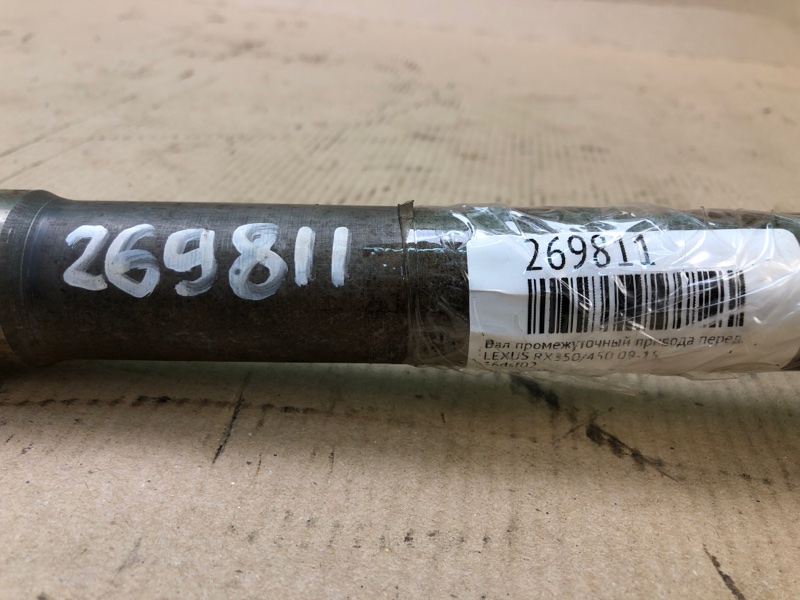 269811
269811
Вал промежуточный привода перед.
LEXUS RX350/450 09-15